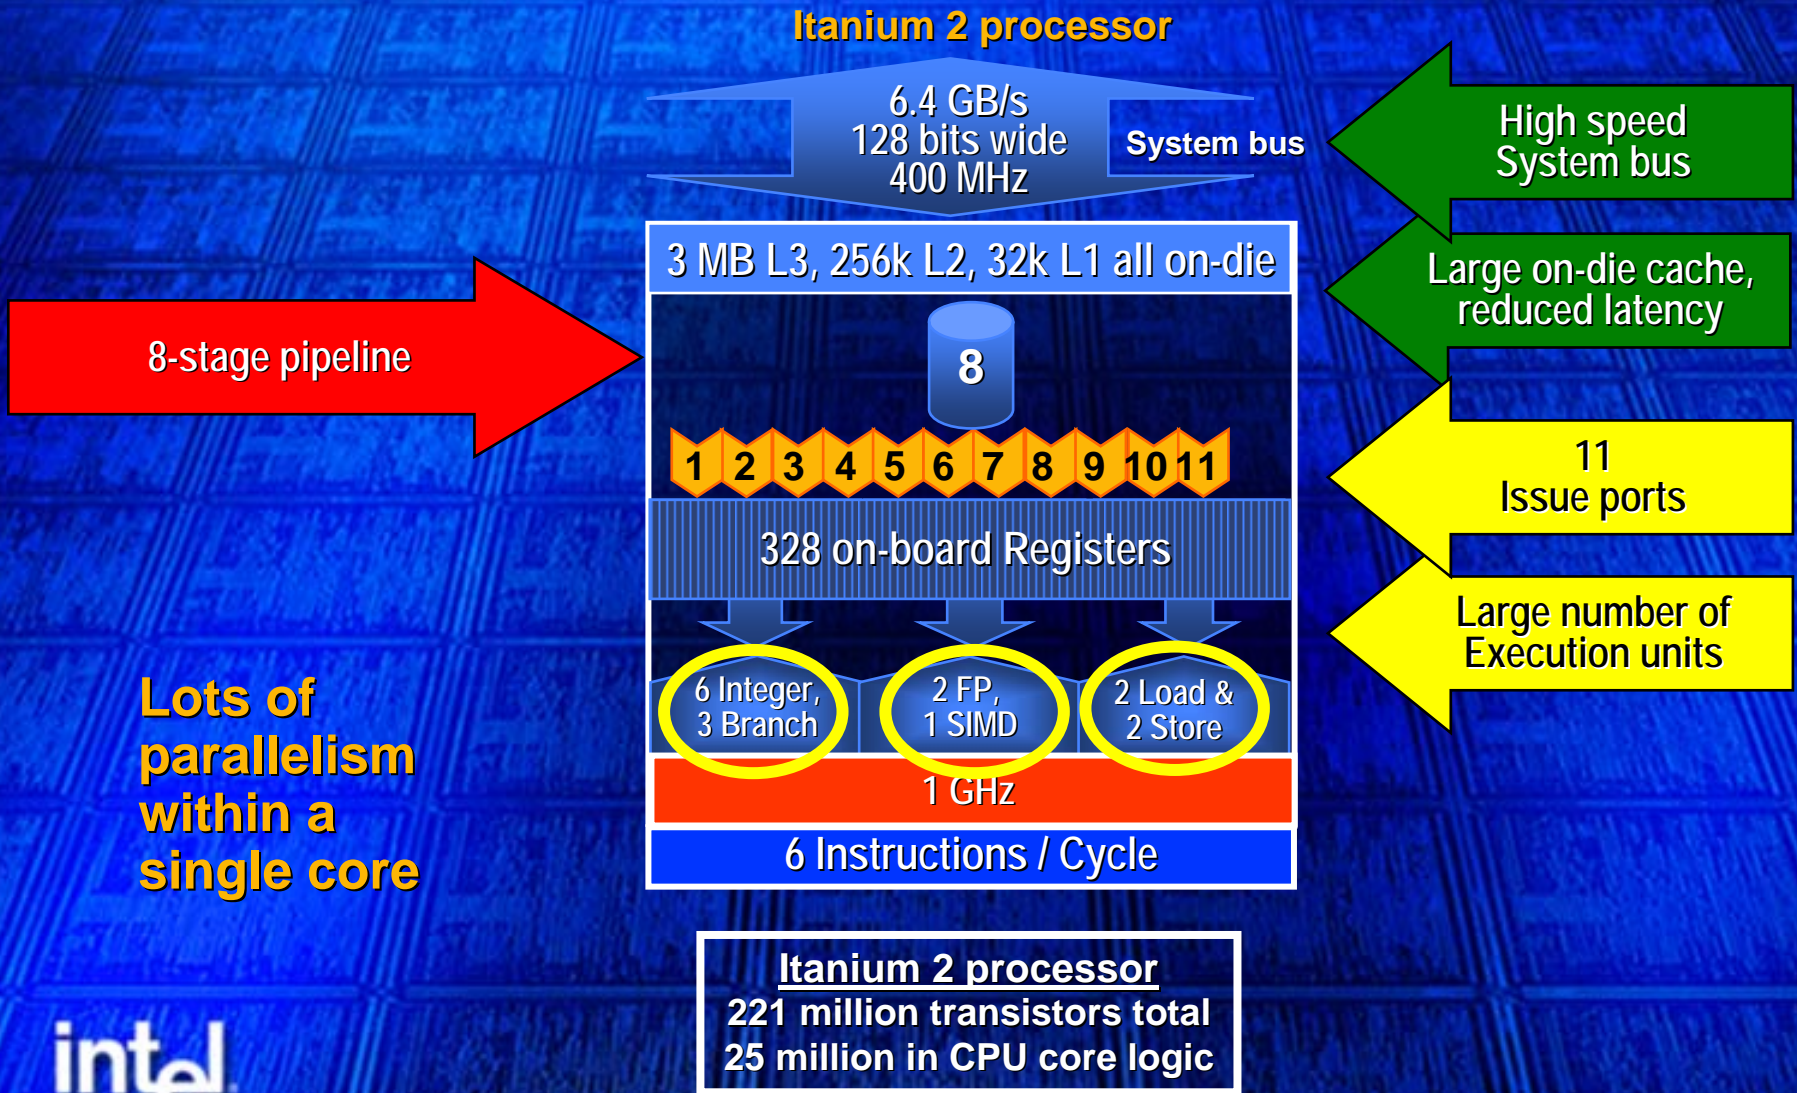 Itanium 2 processor
6.4 GB/s
128 bits wide
400 MHz
System bus
High speed
System bus
3 MB L3, 256k L2, 32k L1 all on-die
Large on-die cache,
reduced latency
8-stage pipeline
8
1 2 3 4 5 6 7 8 9 10 11
11
Issue ports
328 on-board Registers
Large number of
Execution units
6 Integer,
3 Branch
2 FP,
1 SIMD
2 Load &
2 Store
Lots of
parallelism
within a
single core
1 GHz
6 Instructions / Cycle
Itanium 2 processor
221 million transistors total
25 million in CPU core logic
intel